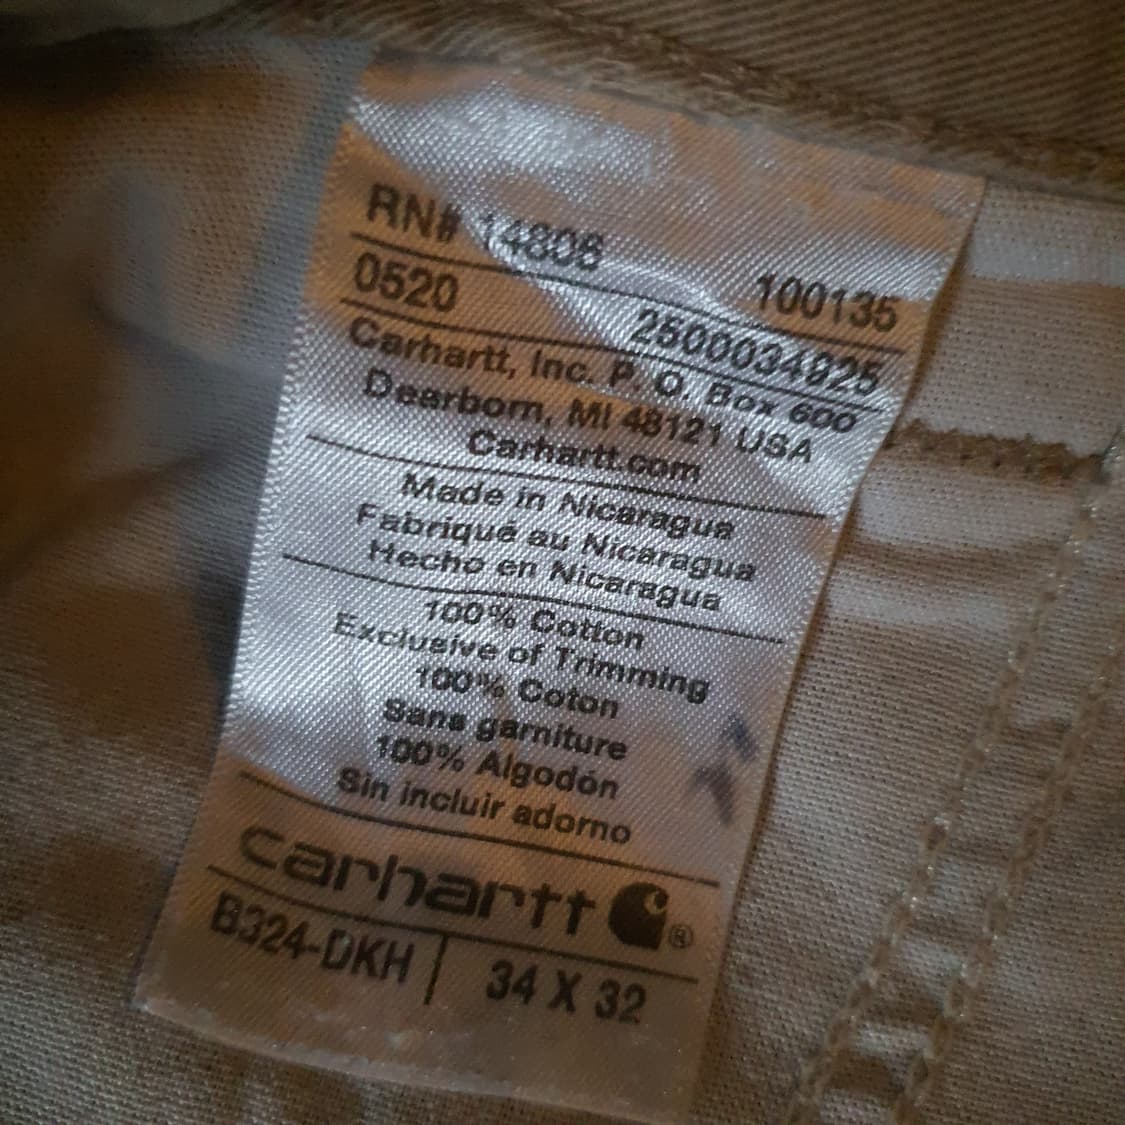 RN# 14806
100135
0520
2500034925
Carhartt, Inc. P. O. Box 600
Dearborn, MI 48121 USA
Carhartt.com
Made in Nicaragua
Fabriqué au Nicaragua
Hecho en Nicaragua
100% Cotton
Exclusive of Trimming
100% Coton
Sans garniture
100% Algodón
Sin incluir adorno
carhartt ®
B324-DKH | 34 X 32